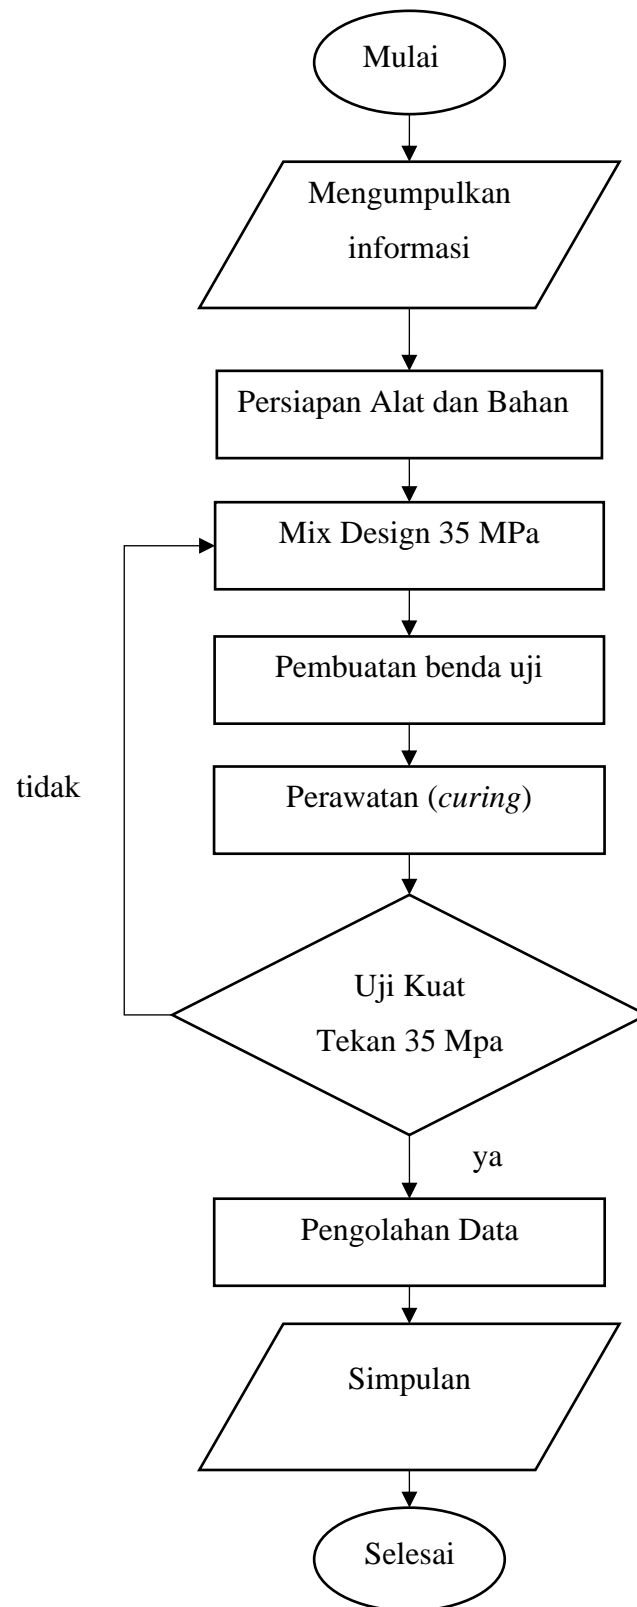 Mulai
Mengumpulkan
informasi
Persiapan Alat dan Bahan
Mix Design 35 MPa
Pembuatan benda uji
tidak
Perawatan (curing)
Uji Kuat
Tekan 35 Mpa
ya
Pengolahan Data
Simpulan
Selesai